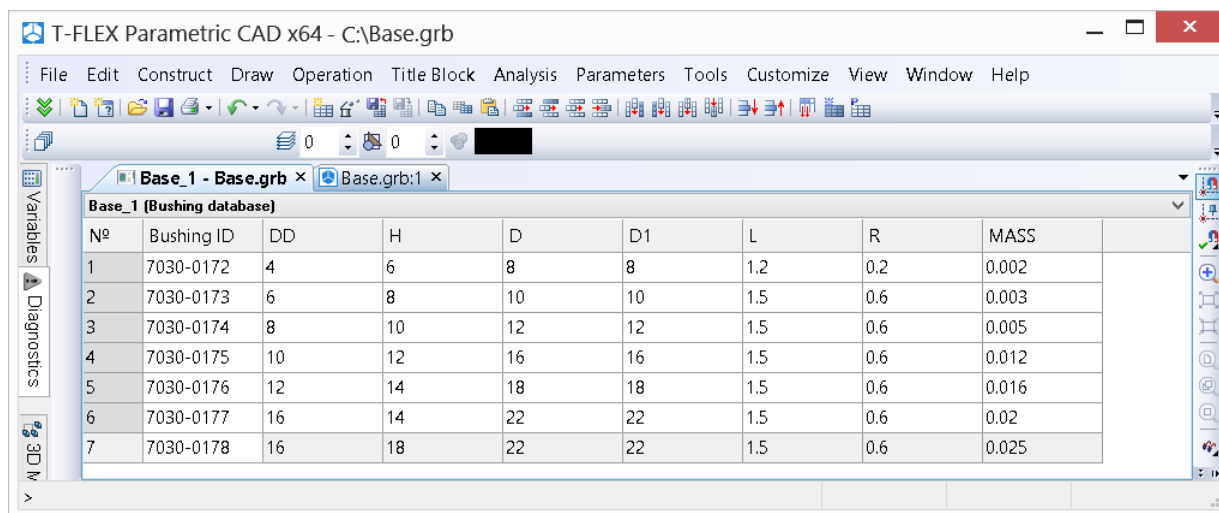 T-FLEX Parametric CAD x64 - C:\Base.grb
File Edit Construct Draw Operation Title Block Analysis Parameters Tools Customize View Window Help
0 0
Base_1 - Base.grb Base.grb:1
Base_1 (Bushing database)
Variables
Diagnostics
3D M
Nº Bushing ID DD H D D1 L R MASS
1 7030-0172 4 6 8 8 1.2 0.2 0.002
2 7030-0173 6 8 10 10 1.5 0.6 0.003
3 7030-0174 8 10 12 12 1.5 0.6 0.005
4 7030-0175 10 12 16 16 1.5 0.6 0.012
5 7030-0176 12 14 18 18 1.5 0.6 0.016
6 7030-0177 16 14 22 22 1.5 0.6 0.02
7 7030-0178 16 18 22 22 1.5 0.6 0.025
>